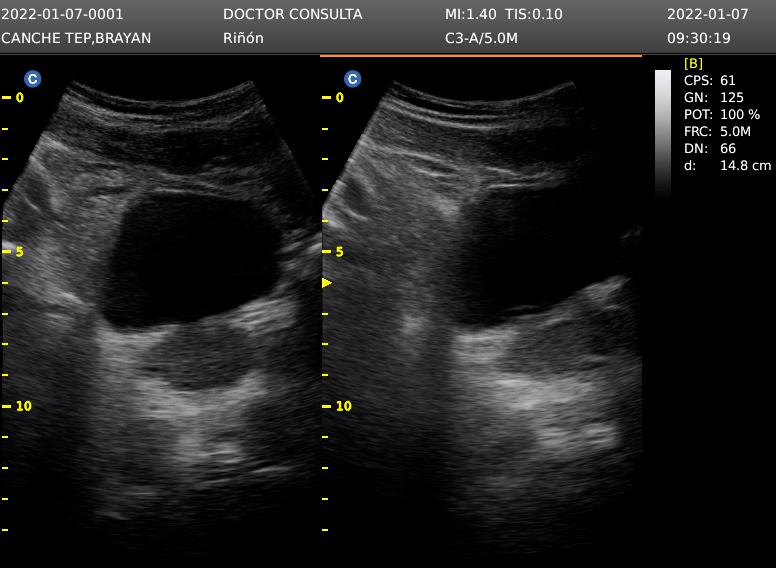 2022-01-07-0001 DOCTOR CONSULTA MI:1.40 TIS:0.10 2022-01-07
CANCHE TEP,BRAYAN Riñón C3-A/5.0M 09:30:19
C C
[B]
CPS: 61
GN: 125
POT: 100 %
FRC: 5.0M
DN: 66
d: 14.8 cm
0 0
5 5
10 10